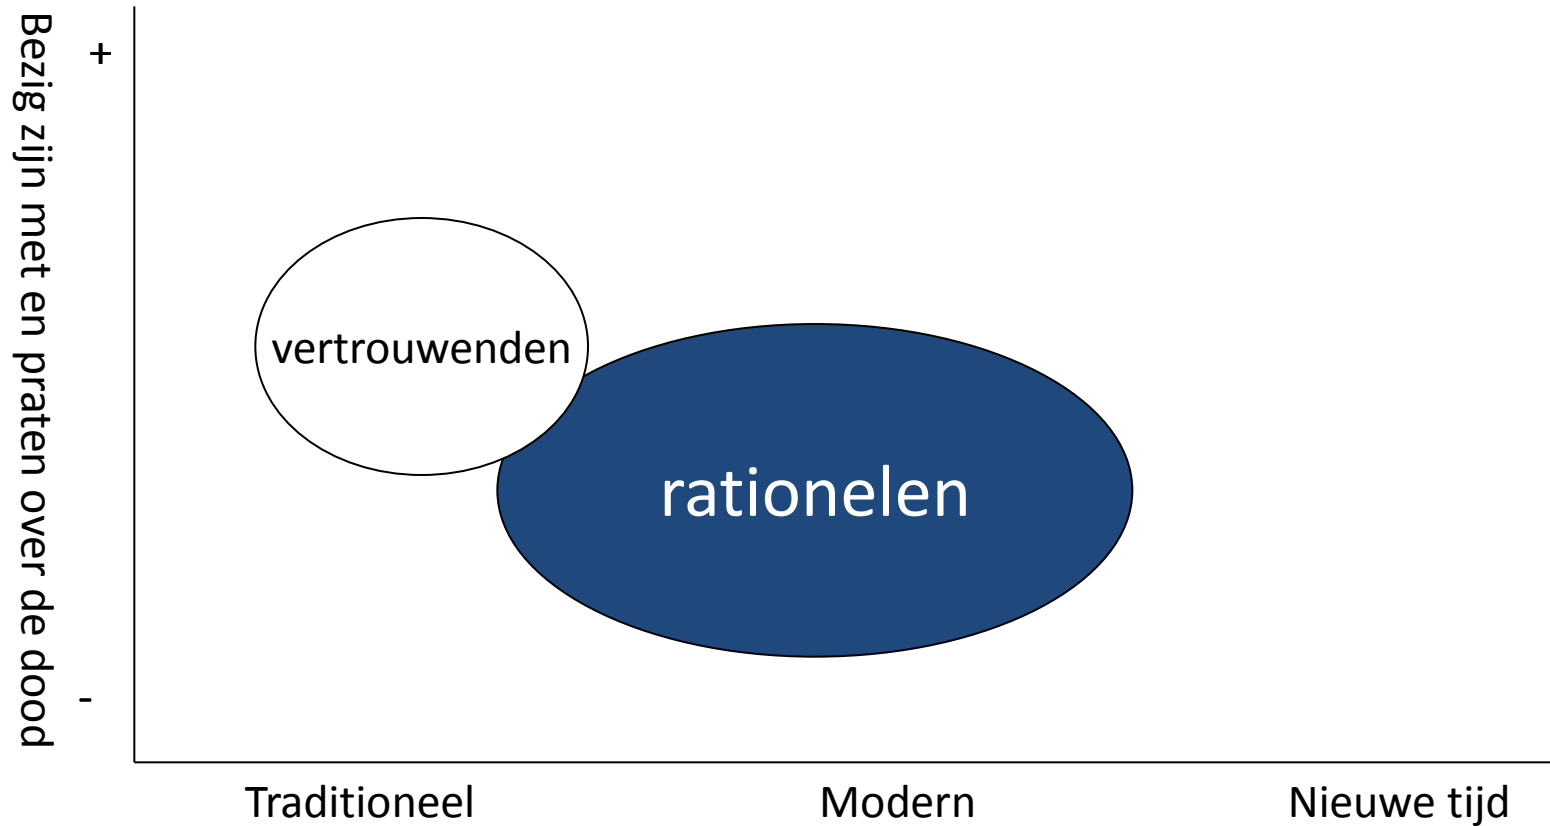 Bezig zijn met en praten over de dood
+
vertrouwenden
rationelen
-
Traditioneel
Modern
Nieuwe tijd